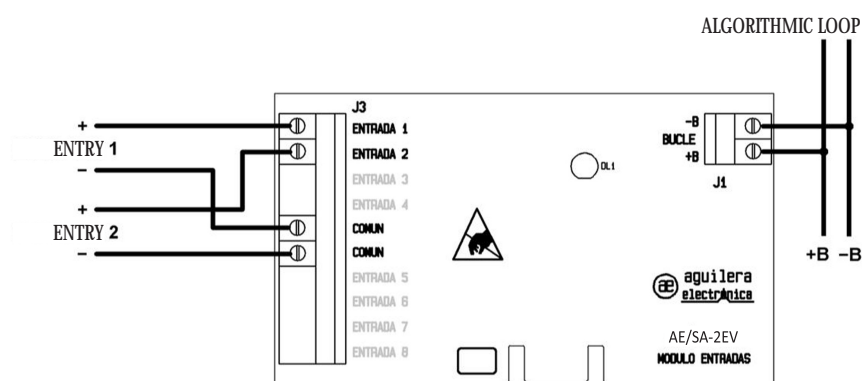 ALGORITHMIC LOOP
J3
+
ENTRADA 1
ENTRY 1
ENTRADA 2
−
ENTRADA 3
+
ENTRADA 4
ENTRY 2
COMUN
−
COMUN
ENTRADA 5
ENTRADA 6
ENTRADA 7
ENTRADA 8
DL1
-B
BUCLE
+B
J1
+B -B
ae aguilera
electrónica
AE/SA-2EV
MODULO ENTRADAS